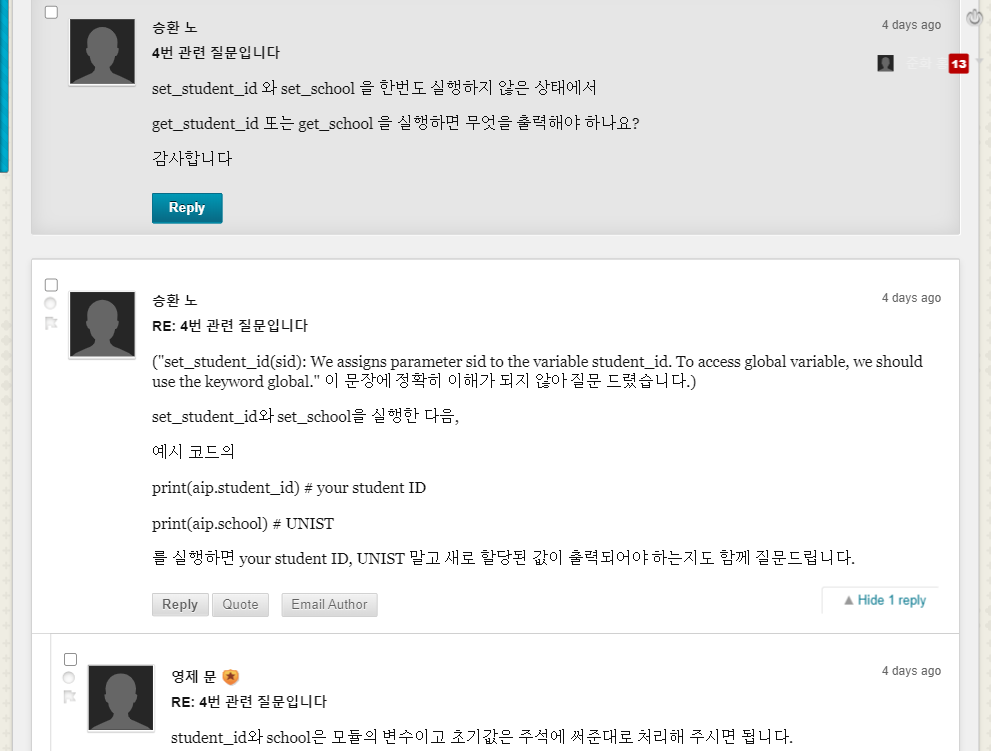 승환 노
4 days ago
4번 관련 질문입니다
13
set_student_id 와 set_school 을 한번도 실행하지 않은 상태에서
get_student_id 또는 get_school 을 실행하면 무엇을 출력해야 하나요?
감사합니다
Reply
승환 노
4 days ago
RE: 4번 관련 질문입니다
("set_student_id(sid): We assigns parameter sid to the variable student_id. To access global variable, we should
use the keyword global." 이 문장에 정확히 이해가 되지 않아 질문 드렸습니다.)
set_student_id와 set_school을 실행한 다음,
예시 코드의
print(aip.student_id) # your student ID
print(aip.school) # UNIST
를 실행하면 your student ID, UNIST 말고 새로 할당된 값이 출력되어야 하는지도 함께 질문드립니다.
Reply Quote Email Author
Hide 1 reply
영제 문
4 days ago
RE: 4번 관련 질문입니다
student_id와 school은 모듈의 변수이고 초기값은 주석에 써준대로 처리해 주시면 됩니다.